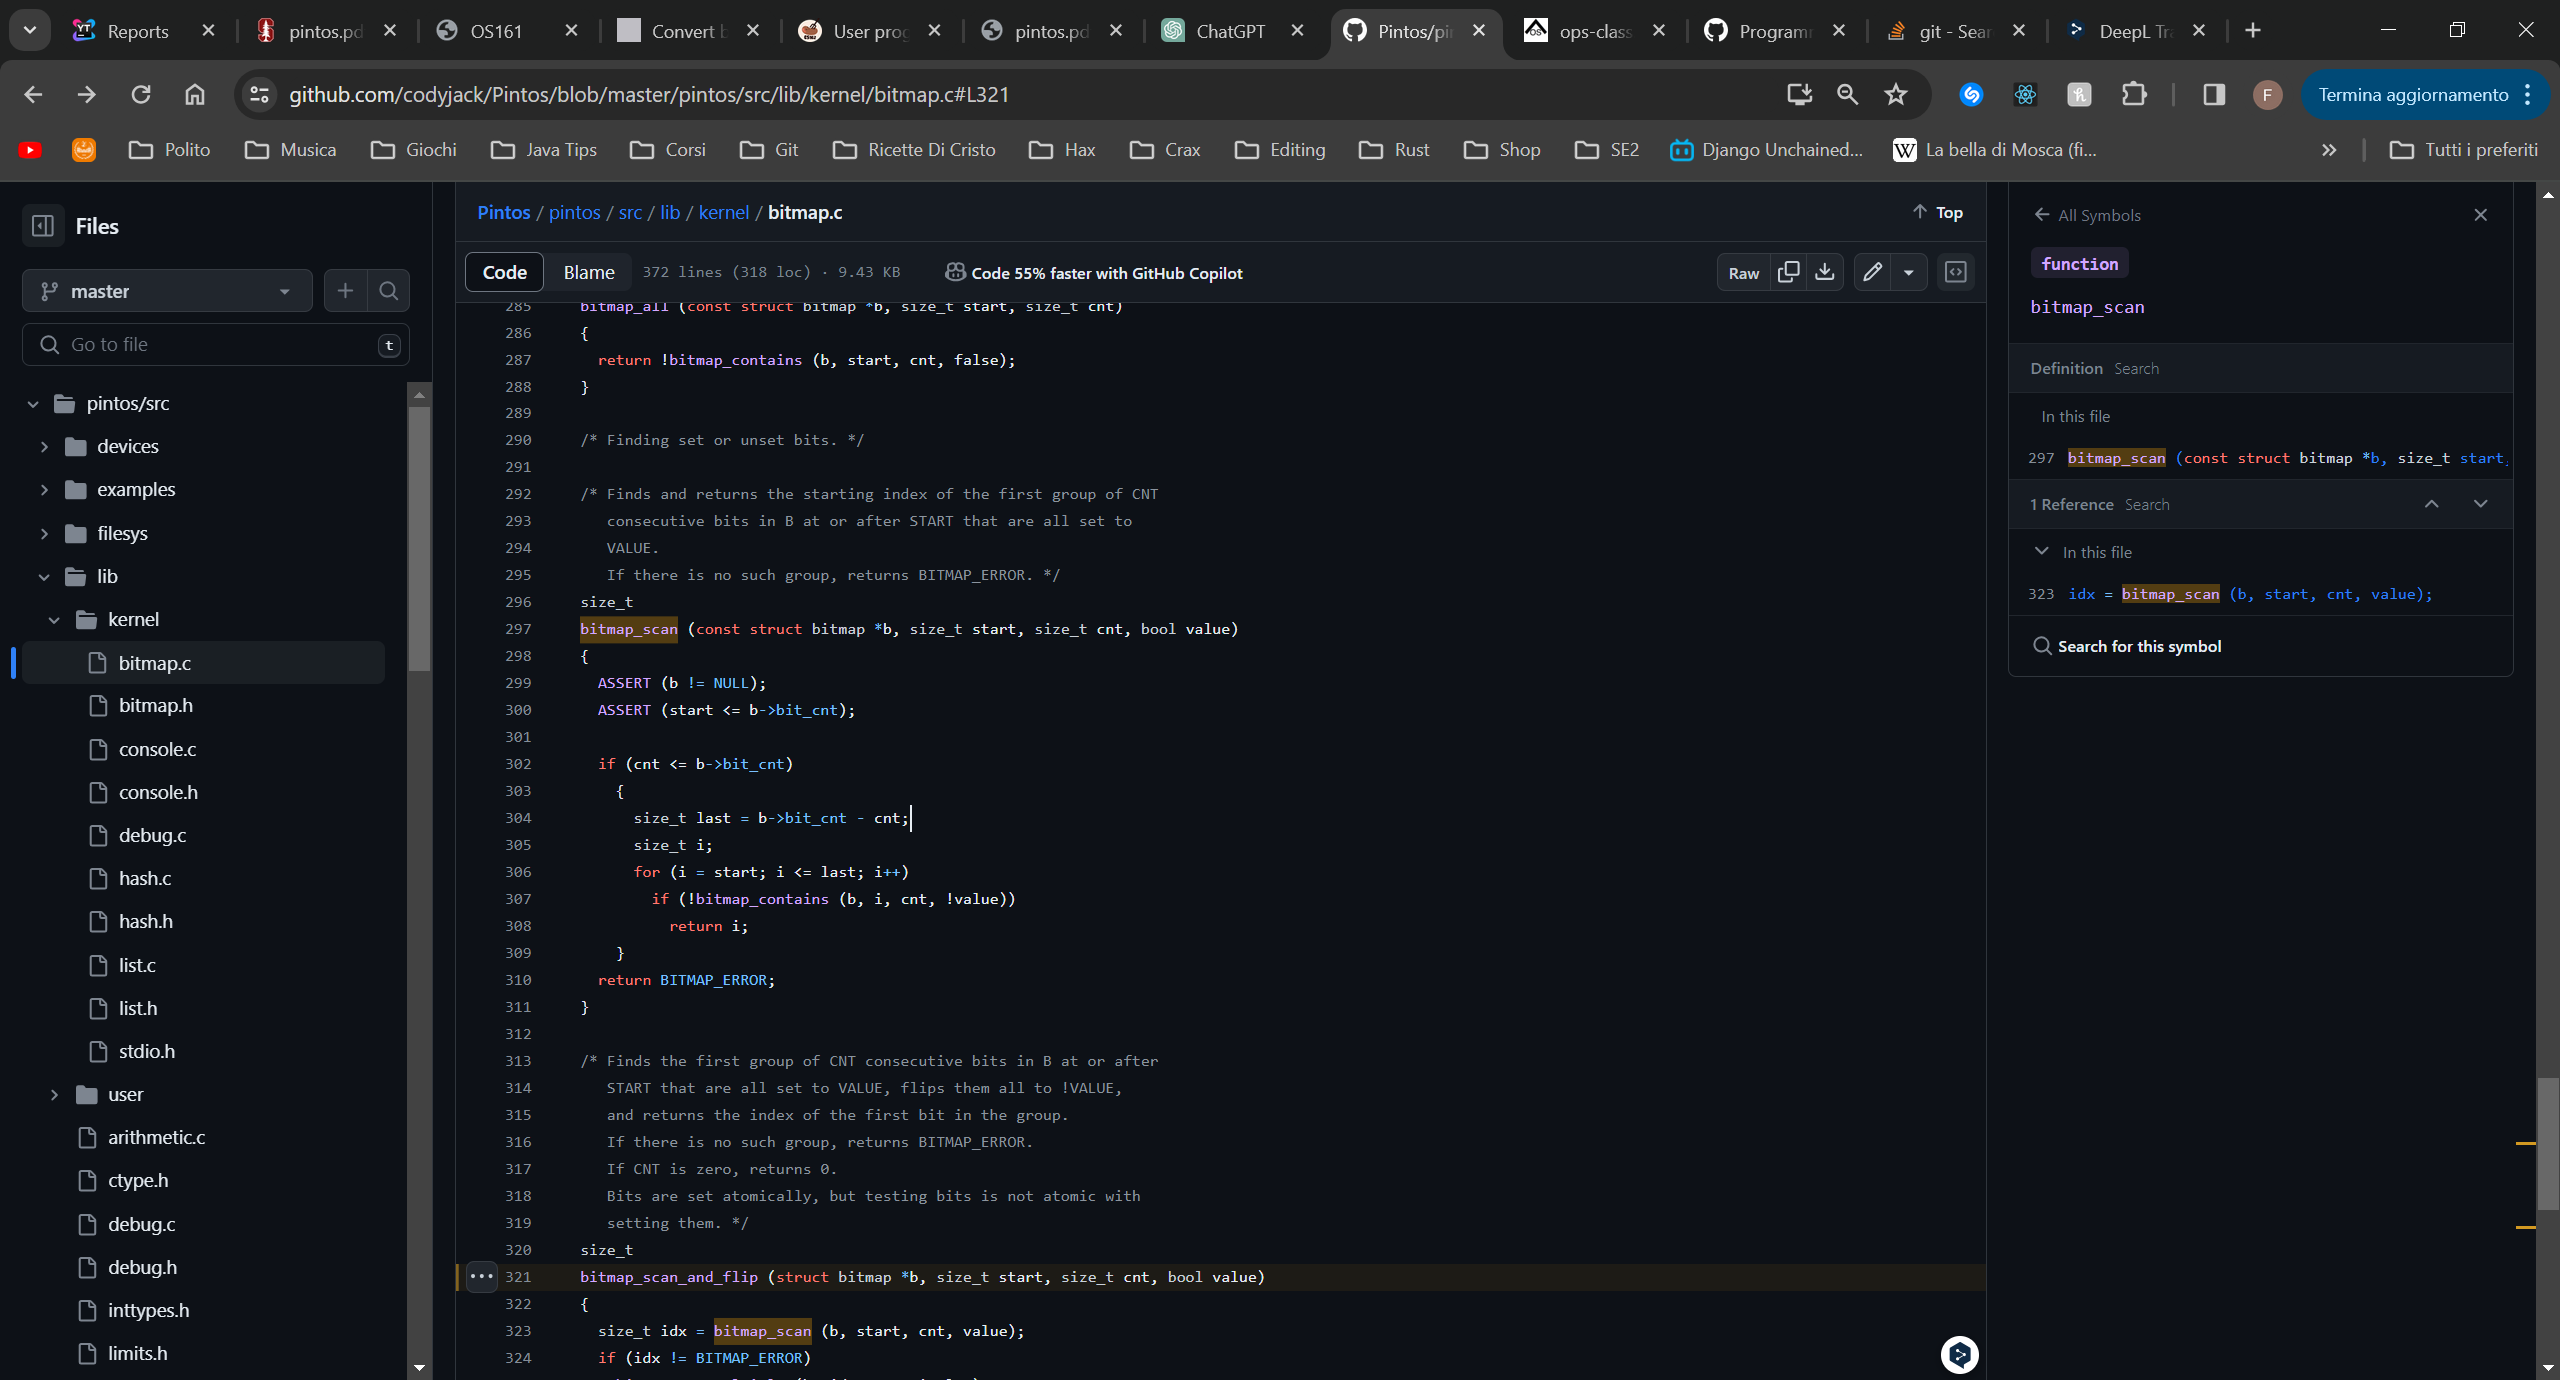 Reports
pintos.pd
OS161
Convert
User prog
pintos.pd
ChatGPT
Pintos/pi
ops-class
Program
git - Sear
DeepL Tr
github.com/codyjack/Pintos/blob/master/pintos/src/lib/kernel/bitmap.c#L321
F
Termina aggiornamento
Polito
Musica
Giochi
Java Tips
Corsi
Git
Ricette Di Cristo
Hax
Crax
Editing
Rust
Shop
SE2
Django Unchained...
W La bella di Mosca (fi...
»
Tutti i preferiti
Files
master
Go to file
t
pintos/src
devices
examples
filesys
lib
kernel
bitmap.c
bitmap.h
console.c
console.h
debug.c
hash.c
hash.h
list.c
list.h
stdio.h
user
arithmetic.c
ctype.h
debug.c
debug.h
inttypes.h
limits.h
Pintos / pintos / src / lib / kernel / bitmap.c
Top
Code
Blame
372 lines (318 loc) · 9.43 KB
Code 55% faster with GitHub Copilot
Raw
285 bitmap_all (const struct bitmap *b, size_t start, size_t cnt)
286 {
287 return !bitmap_contains (b, start, cnt, false);
288 }
289
290 /* Finding set or unset bits. */
291
292 /* Finds and returns the starting index of the first group of CNT
293 consecutive bits in B at or after START that are all set to
294 VALUE.
295 If there is no such group, returns BITMAP_ERROR. */
296 size_t
297 bitmap_scan (const struct bitmap *b, size_t start, size_t cnt, bool value)
298 {
299 ASSERT (b != NULL);
300 ASSERT (start <= b->bit_cnt);
301
302 if (cnt <= b->bit_cnt)
303 {
304 size_t last = b->bit_cnt - cnt;
305 size_t i;
306 for (i = start; i <= last; i++)
307 if (!bitmap_contains (b, i, cnt, !value))
308 return i;
309 }
310 return BITMAP_ERROR;
311 }
312
313 /* Finds the first group of CNT consecutive bits in B at or after
314 START that are all set to VALUE, flips them all to !VALUE,
315 and returns the index of the first bit in the group.
316 If there is no such group, returns BITMAP_ERROR.
317 If CNT is zero, returns 0.
318 Bits are set atomically, but testing bits is not atomic with
319 setting them. */
320 size_t
321 bitmap_scan_and_flip (struct bitmap *b, size_t start, size_t cnt, bool value)
322 {
323 size_t idx = bitmap_scan (b, start, cnt, value);
324 if (idx != BITMAP_ERROR)
All Symbols
function
bitmap_scan
Definition Search
In this file
297 bitmap_scan (const struct bitmap *b, size_t start,
1 Reference Search
In this file
323 idx = bitmap_scan (b, start, cnt, value);
Search for this symbol